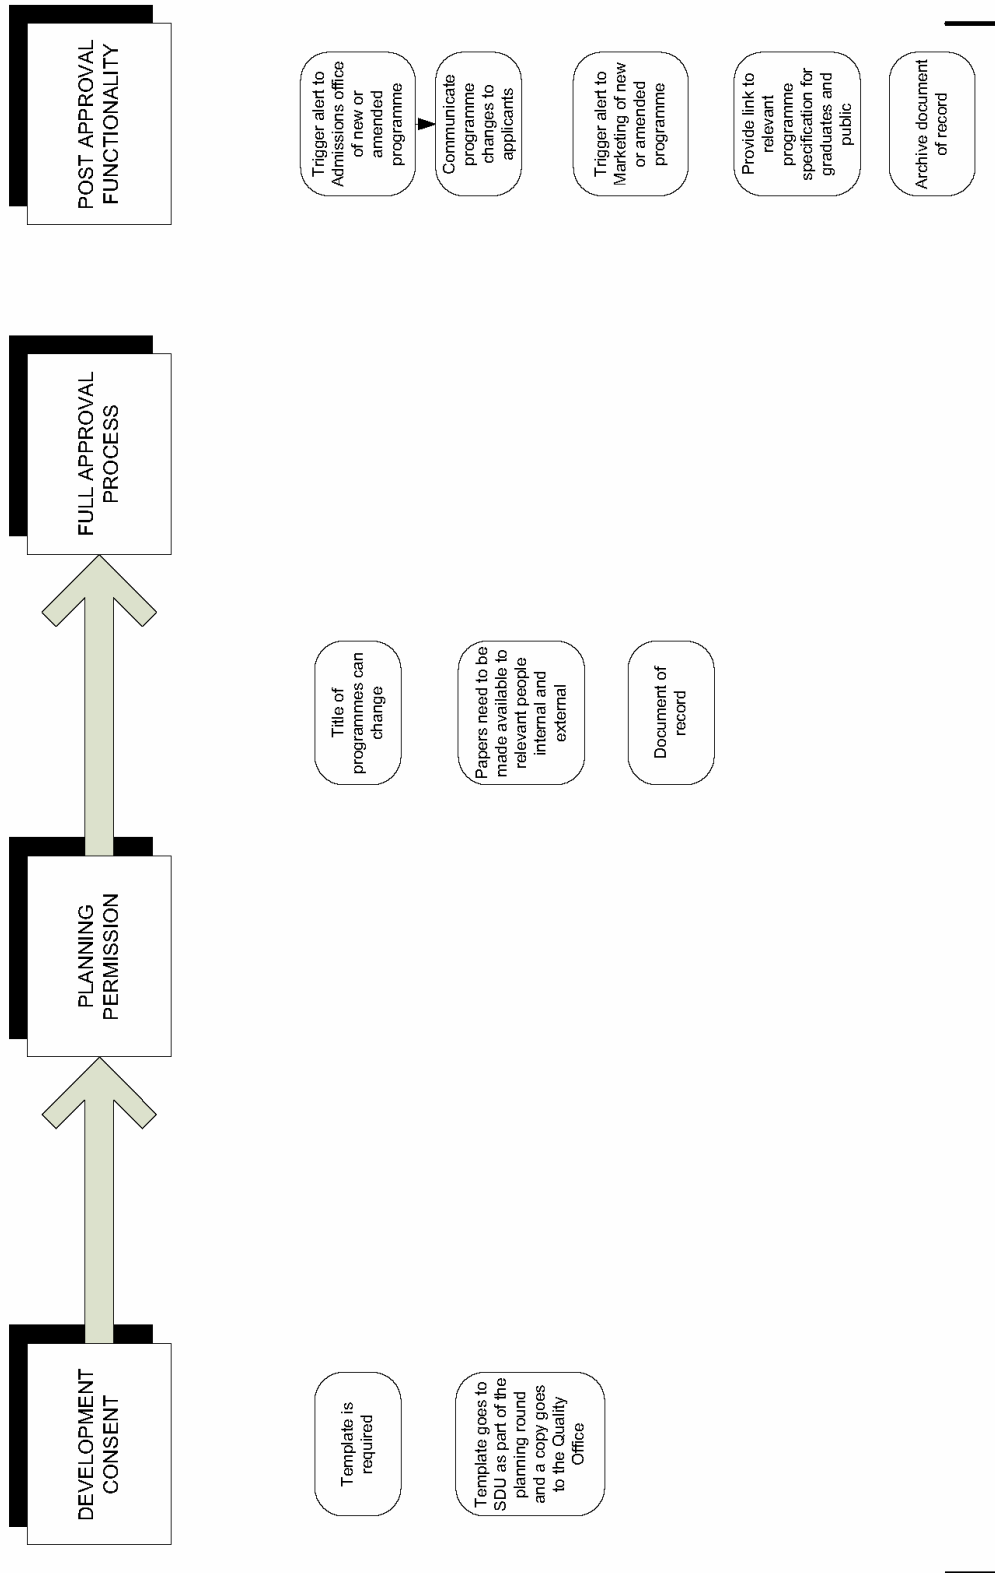 DEVELOPMENT
CONSENT
PLANNING
PERMISSION
FULL APPROVAL
PROCESS
POST APPROVAL
FUNCTIONALITY
Template is
required
Template goes to
SDU as part of the
planning round
and a copy goes
to the Quality
Office
Title of
programmes can
change
Papers need to be
made available to
relevant people
internal and
external
Document of
record
Trigger alert to
Admissions office
of new or
amended
programme
Communicate
programme
changes to
applicants
Trigger alert to
Marketing of new
or amended
programme
Provide link to
relevant
programme
specification for
graduates and
public
Archive document
of record